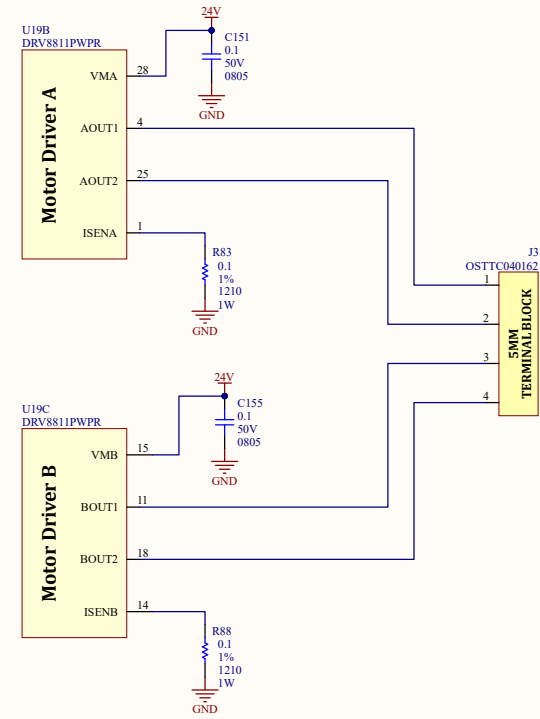 24V
U19B
DRV8811PWPR
C151
0.1
50V
0805
GND
Motor Driver A
VMA
28
AOUT1
4
AOUT2
25
ISENA
1
R83
0.1
1%
1210
1W
GND
J3
OSTTC040162
1
2
3
4
5MM
TERMINAL BLOCK
24V
U19C
DRV8811PWPR
C155
0.1
50V
0805
GND
Motor Driver B
VMB
15
BOUT1
11
BOUT2
18
ISENB
14
R88
0.1
1%
1210
1W
GND